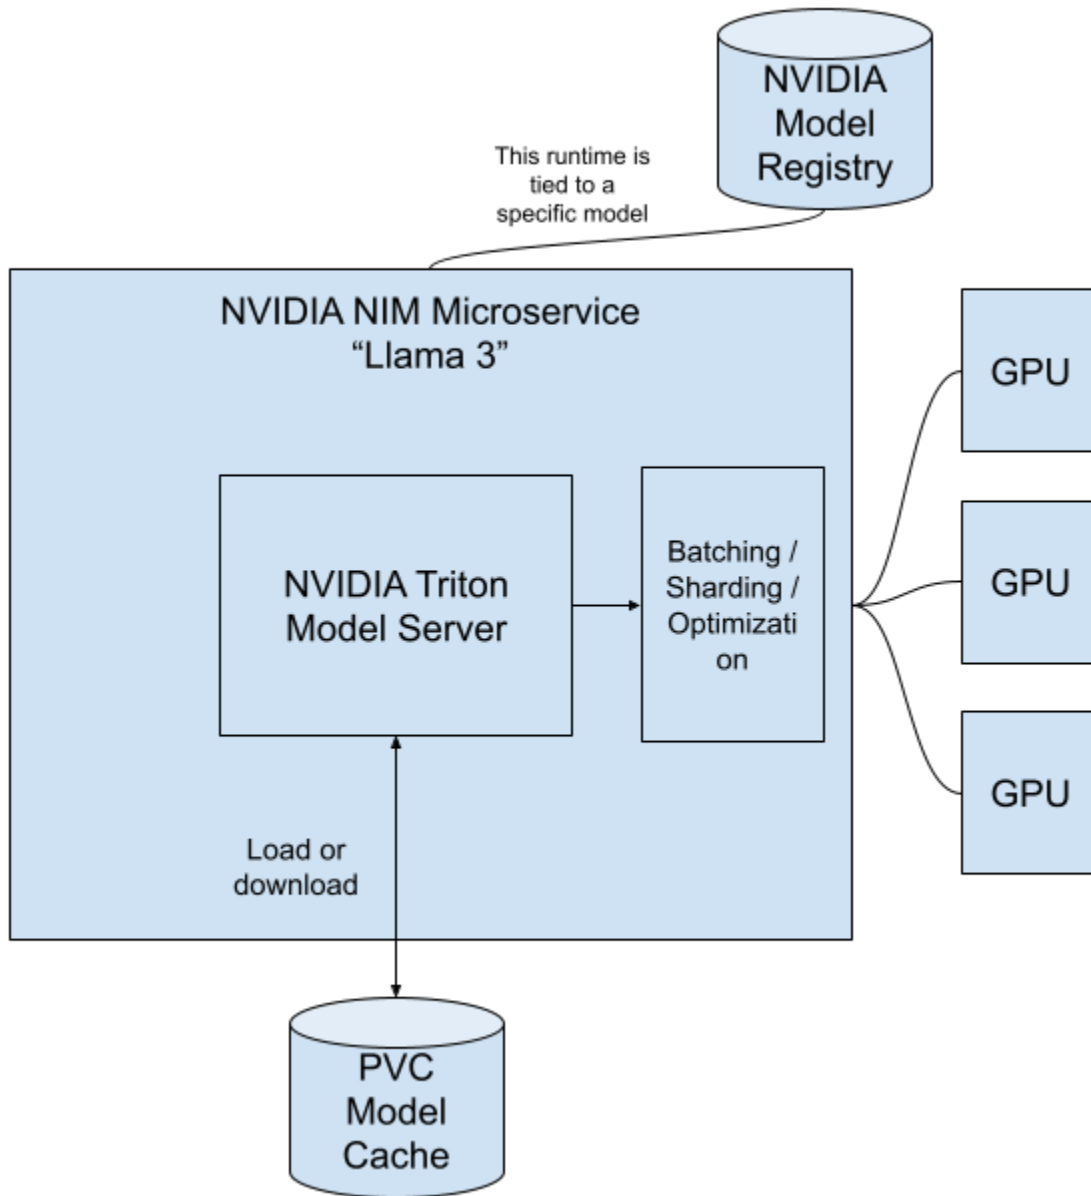 NVIDIA
Model
Registry
This runtime is
tied to a
specific model
NVIDIA NIM Microservice
“Llama 3”
GPU
NVIDIA Triton
Model Server
Batching /
Sharding /
Optimizati
on
GPU
GPU
Load or
download
PVC
Model
Cache